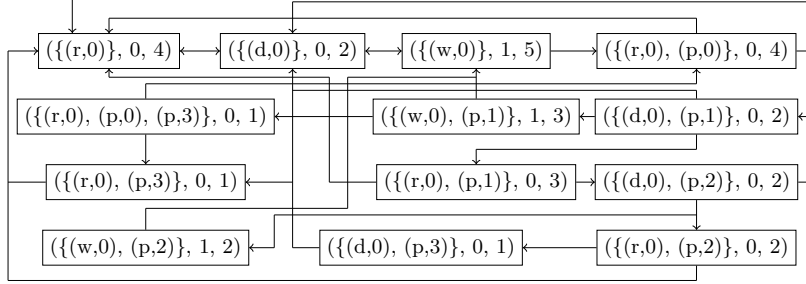 ({(r,0)}, 0, 4) ({(d,0)}, 0, 2) ({(w,0)}, 1, 5) ({(r,0), (p,0)}, 0, 4)
({(r,0), (p,0), (p,3)}, 0, 1) ({(w,0), (p,1)}, 1, 3) ({(d,0), (p,1)}, 0, 2)
({(r,0), (p,3)}, 0, 1) ({(r,0), (p,1)}, 0, 3) ({(d,0), (p,2)}, 0, 2)
({(w,0), (p,2)}, 1, 2) ({(d,0), (p,3)}, 0, 1) ({(r,0), (p,2)}, 0, 2)